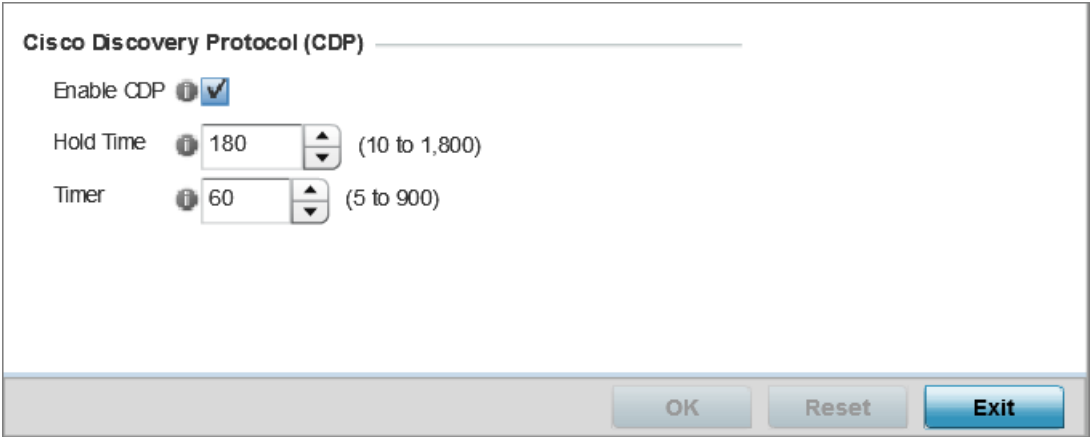 Cisco Discovery Protocol (CDP)
Enable CDP
Hold Time 180 (10 to 1,800)
Timer 60 (5 to 900)
OK Reset Exit